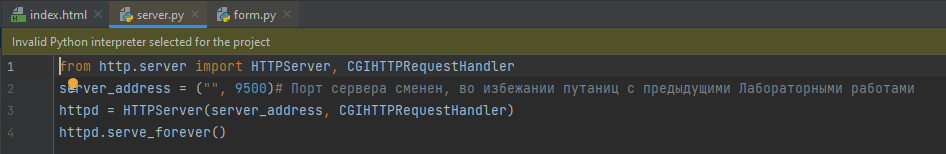 index.html server.py form.py
Invalid Python interpreter selected for the project
1 from http.server import HTTPServer, CGIHTTPRequestHandler
2 server_address = ("", 9500)# Порт сервера сменен, во избежании путаниц с предыдущими Лабораторными работами
3 httpd = HTTPServer(server_address, CGIHTTPRequestHandler)
4 httpd.serve_forever()